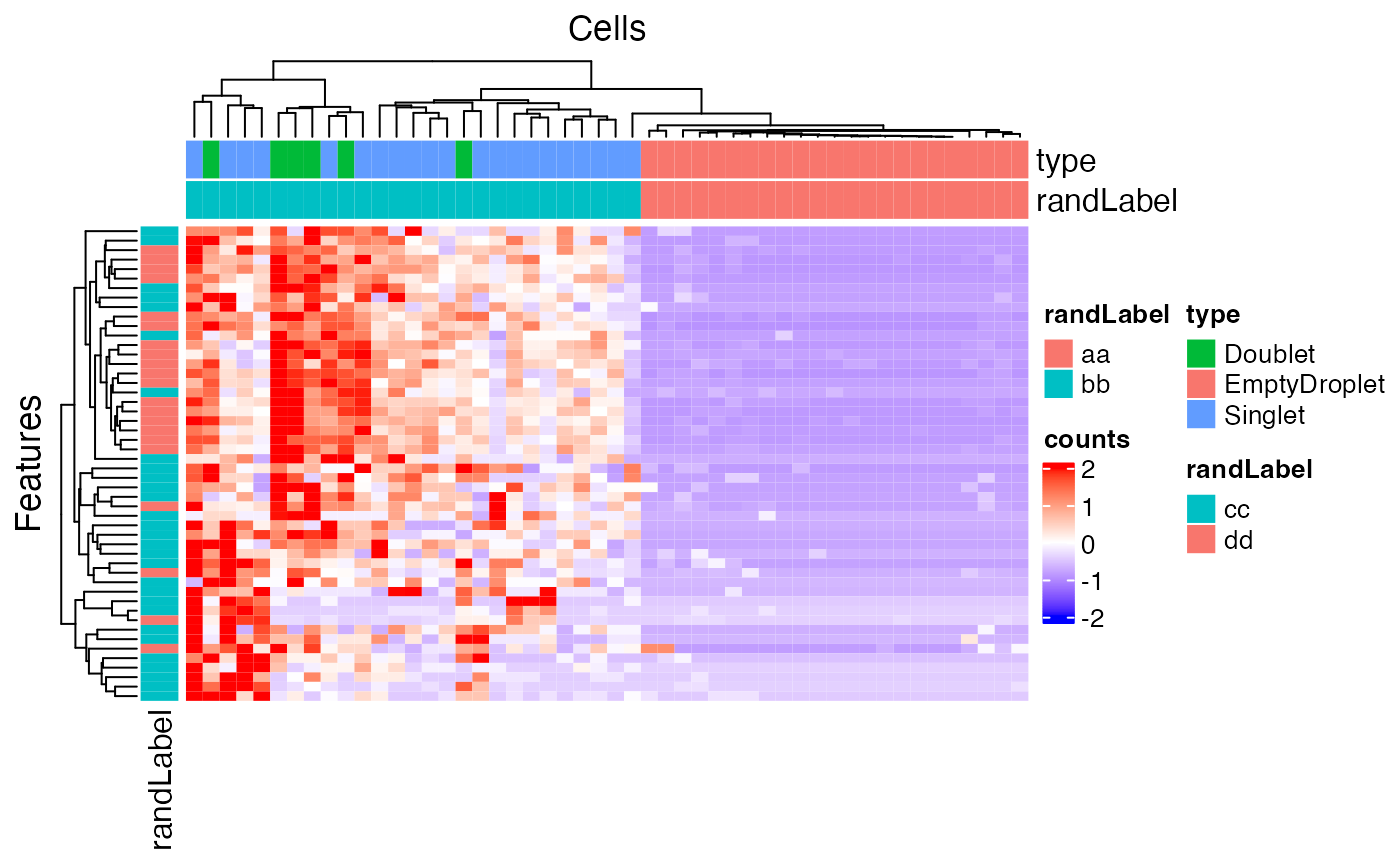 Cells
type
randLabel
Features
randLabel
randLabel
aa
bb
counts
2
1
0
-1
-2
type
Doublet
EmptyDroplet
Singlet
randLabel
cc
dd